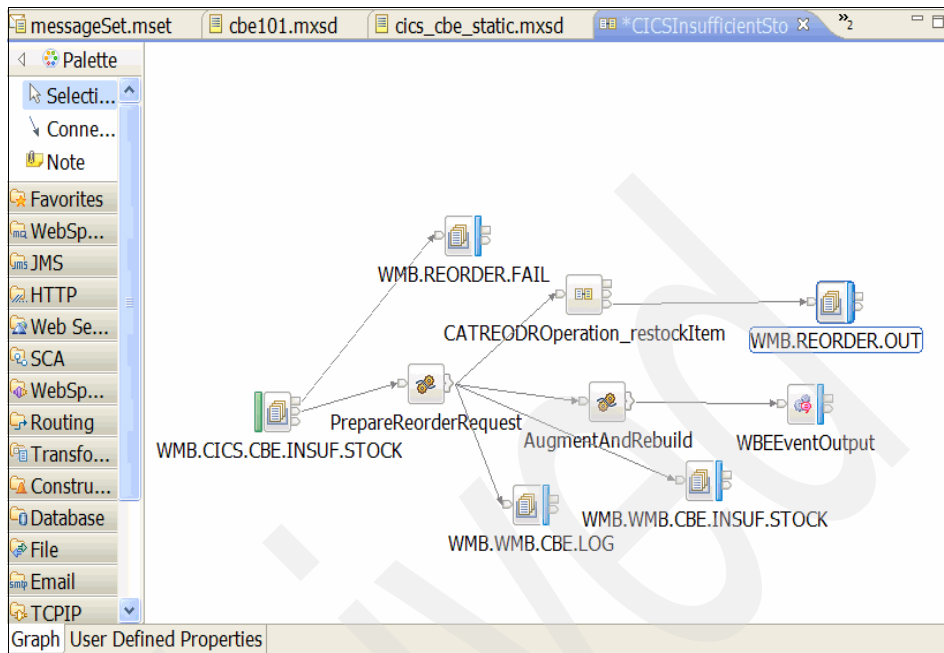 messageSet.mset cbe101.mxsd cics_cbe_static.mxsd *CICSInsufficientSto »2
Palette
Selecti...
Conne...
Note
Favorites
WebSp...
JMS
HTTP
Web Se...
SCA
WebSp...
Routing
Transfo...
Constru...
Database
File
Email
TCPIP
WMB.REORDER.FAIL
CATREODROperation_restockItem
WMB.REORDER.OUT
PrepareReorderRequest
WMB.CICS.CBE.INSUF.STOCK
AugmentAndRebuild
WBEEventOutput
WMB.WMB.CBE.INSUF.STOCK
WMB.WMB.CBE.LOG
Graph User Defined Properties